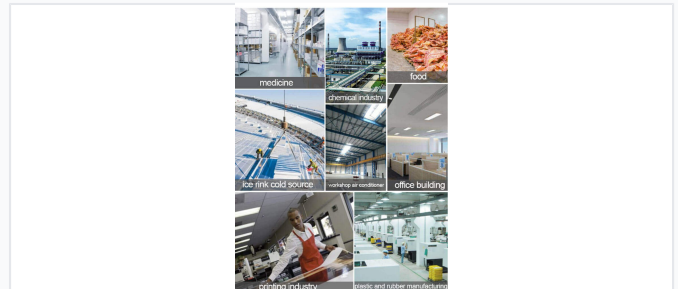 medicine
chemical industry
food
ice rink cold source
workshop air conditioner
office building
printing industry
plastic and rubber manufacturing